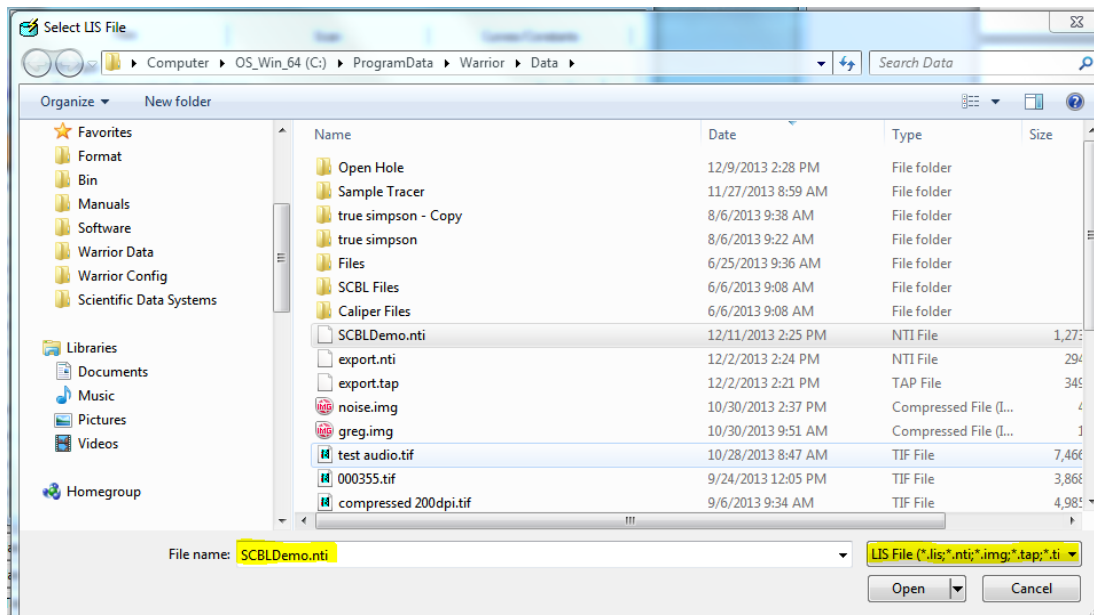 Select LIS File
Computer OS_Win_64 (C:) ProgramData Warrior Data Search Data
Organize New folder
Favorites
Format
Bin
Manuals
Software
Warrior Data
Warrior Config
Scientific Data Systems
Libraries
Documents
Music
Pictures
Videos
Homegroup
Name Date Type Size
Open Hole 12/9/2013 2:28 PM File folder
Sample Tracer 11/27/2013 8:59 AM File folder
true simpson - Copy 8/6/2013 9:38 AM File folder
true simpson 8/6/2013 9:22 AM File folder
Files 6/25/2013 9:36 AM File folder
SCBL Files 6/6/2013 9:08 AM File folder
Caliper Files 6/6/2013 9:08 AM File folder
SCBLDemo.nti 12/11/2013 2:25 PM NTI File 1,273
export.nti 12/2/2013 2:24 PM NTI File 294
export.tap 12/2/2013 2:21 PM TAP File 349
IMG noise.img 10/30/2013 2:37 PM Compressed File (I...
IMG greg.img 10/30/2013 9:51 AM Compressed File (I...
test audio.tif 10/28/2013 8:47 AM TIF File 7,466
000355.tif 9/24/2013 12:05 PM TIF File 3,868
compressed 200dpi.tif 9/6/2013 9:34 AM TIF File 4,985
File name: SCBLDemo.nti LIS File (*.lis;*.nti;*.img;*.tap;*.ti
Open Cancel